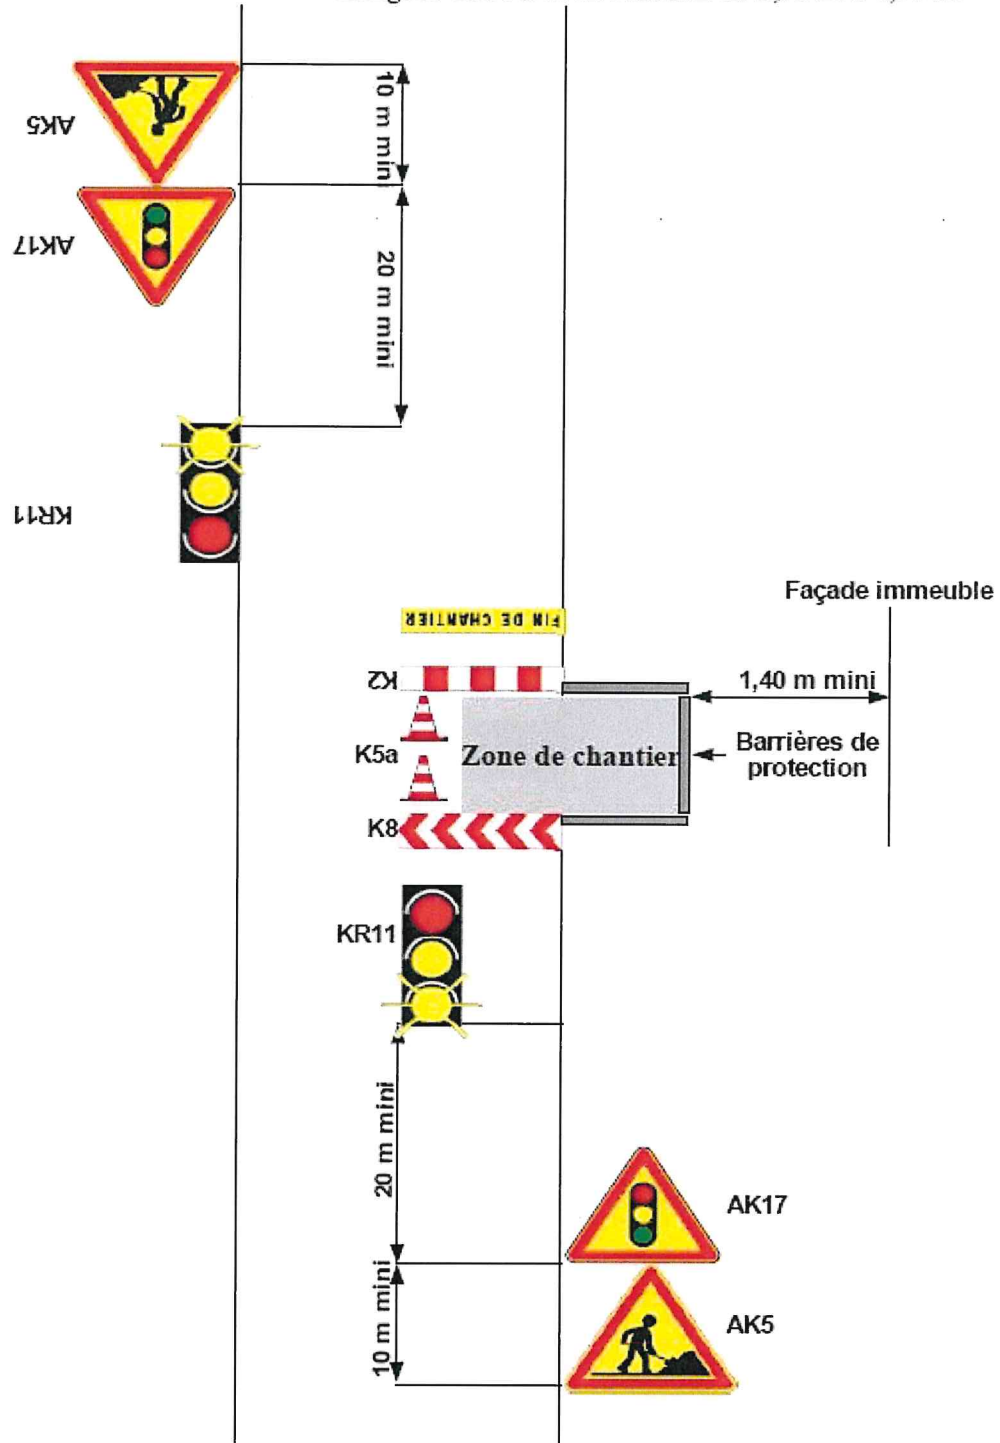 10 m mini
AK5
AK17
20 m mini
KR11
Façade immeuble
FIN DE CHANTIER
K2
1,40 m mini
K5a
Zone de chantier
Barrières de
protection
K8
KR11
20 m mini
AK17
10 m mini
AK5